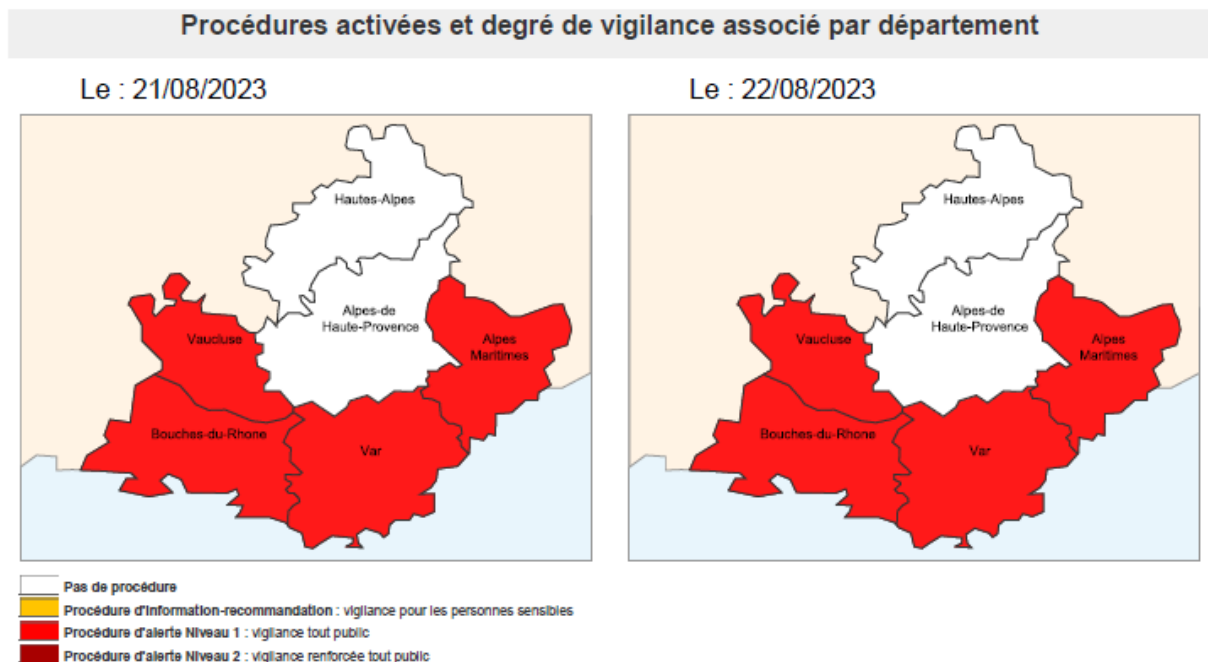 Procédures activées et degré de vigilance associé par département
Le : 21/08/2023
Le : 22/08/2023
Hautes-Alpes
Alpes-de
Haute-Provence
Alpes
Maritimes
Vaucluse
Bouches-du-Rhone
Var
Hautes-Alpes
Alpes-de
Haute-Provence
Alpes
Maritimes
Vaucluse
Bouches-du-Rhone
Var
Pas de procédure
Procédure d'information-recommandation : vigilance pour les personnes sensibles
Procédure d'alerte Niveau 1 : vigilance tout public
Procédure d'alerte Niveau 2 : vigilance renforcée tout public